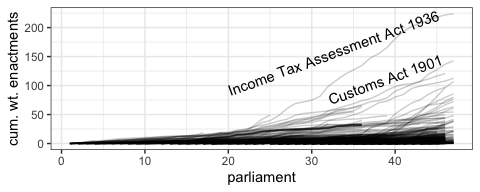 cum. wt. enactments
200
150
100
50
0
Income Tax Assessment Act 1936
Customs Act 1901
0 10 20 30 40
parliament